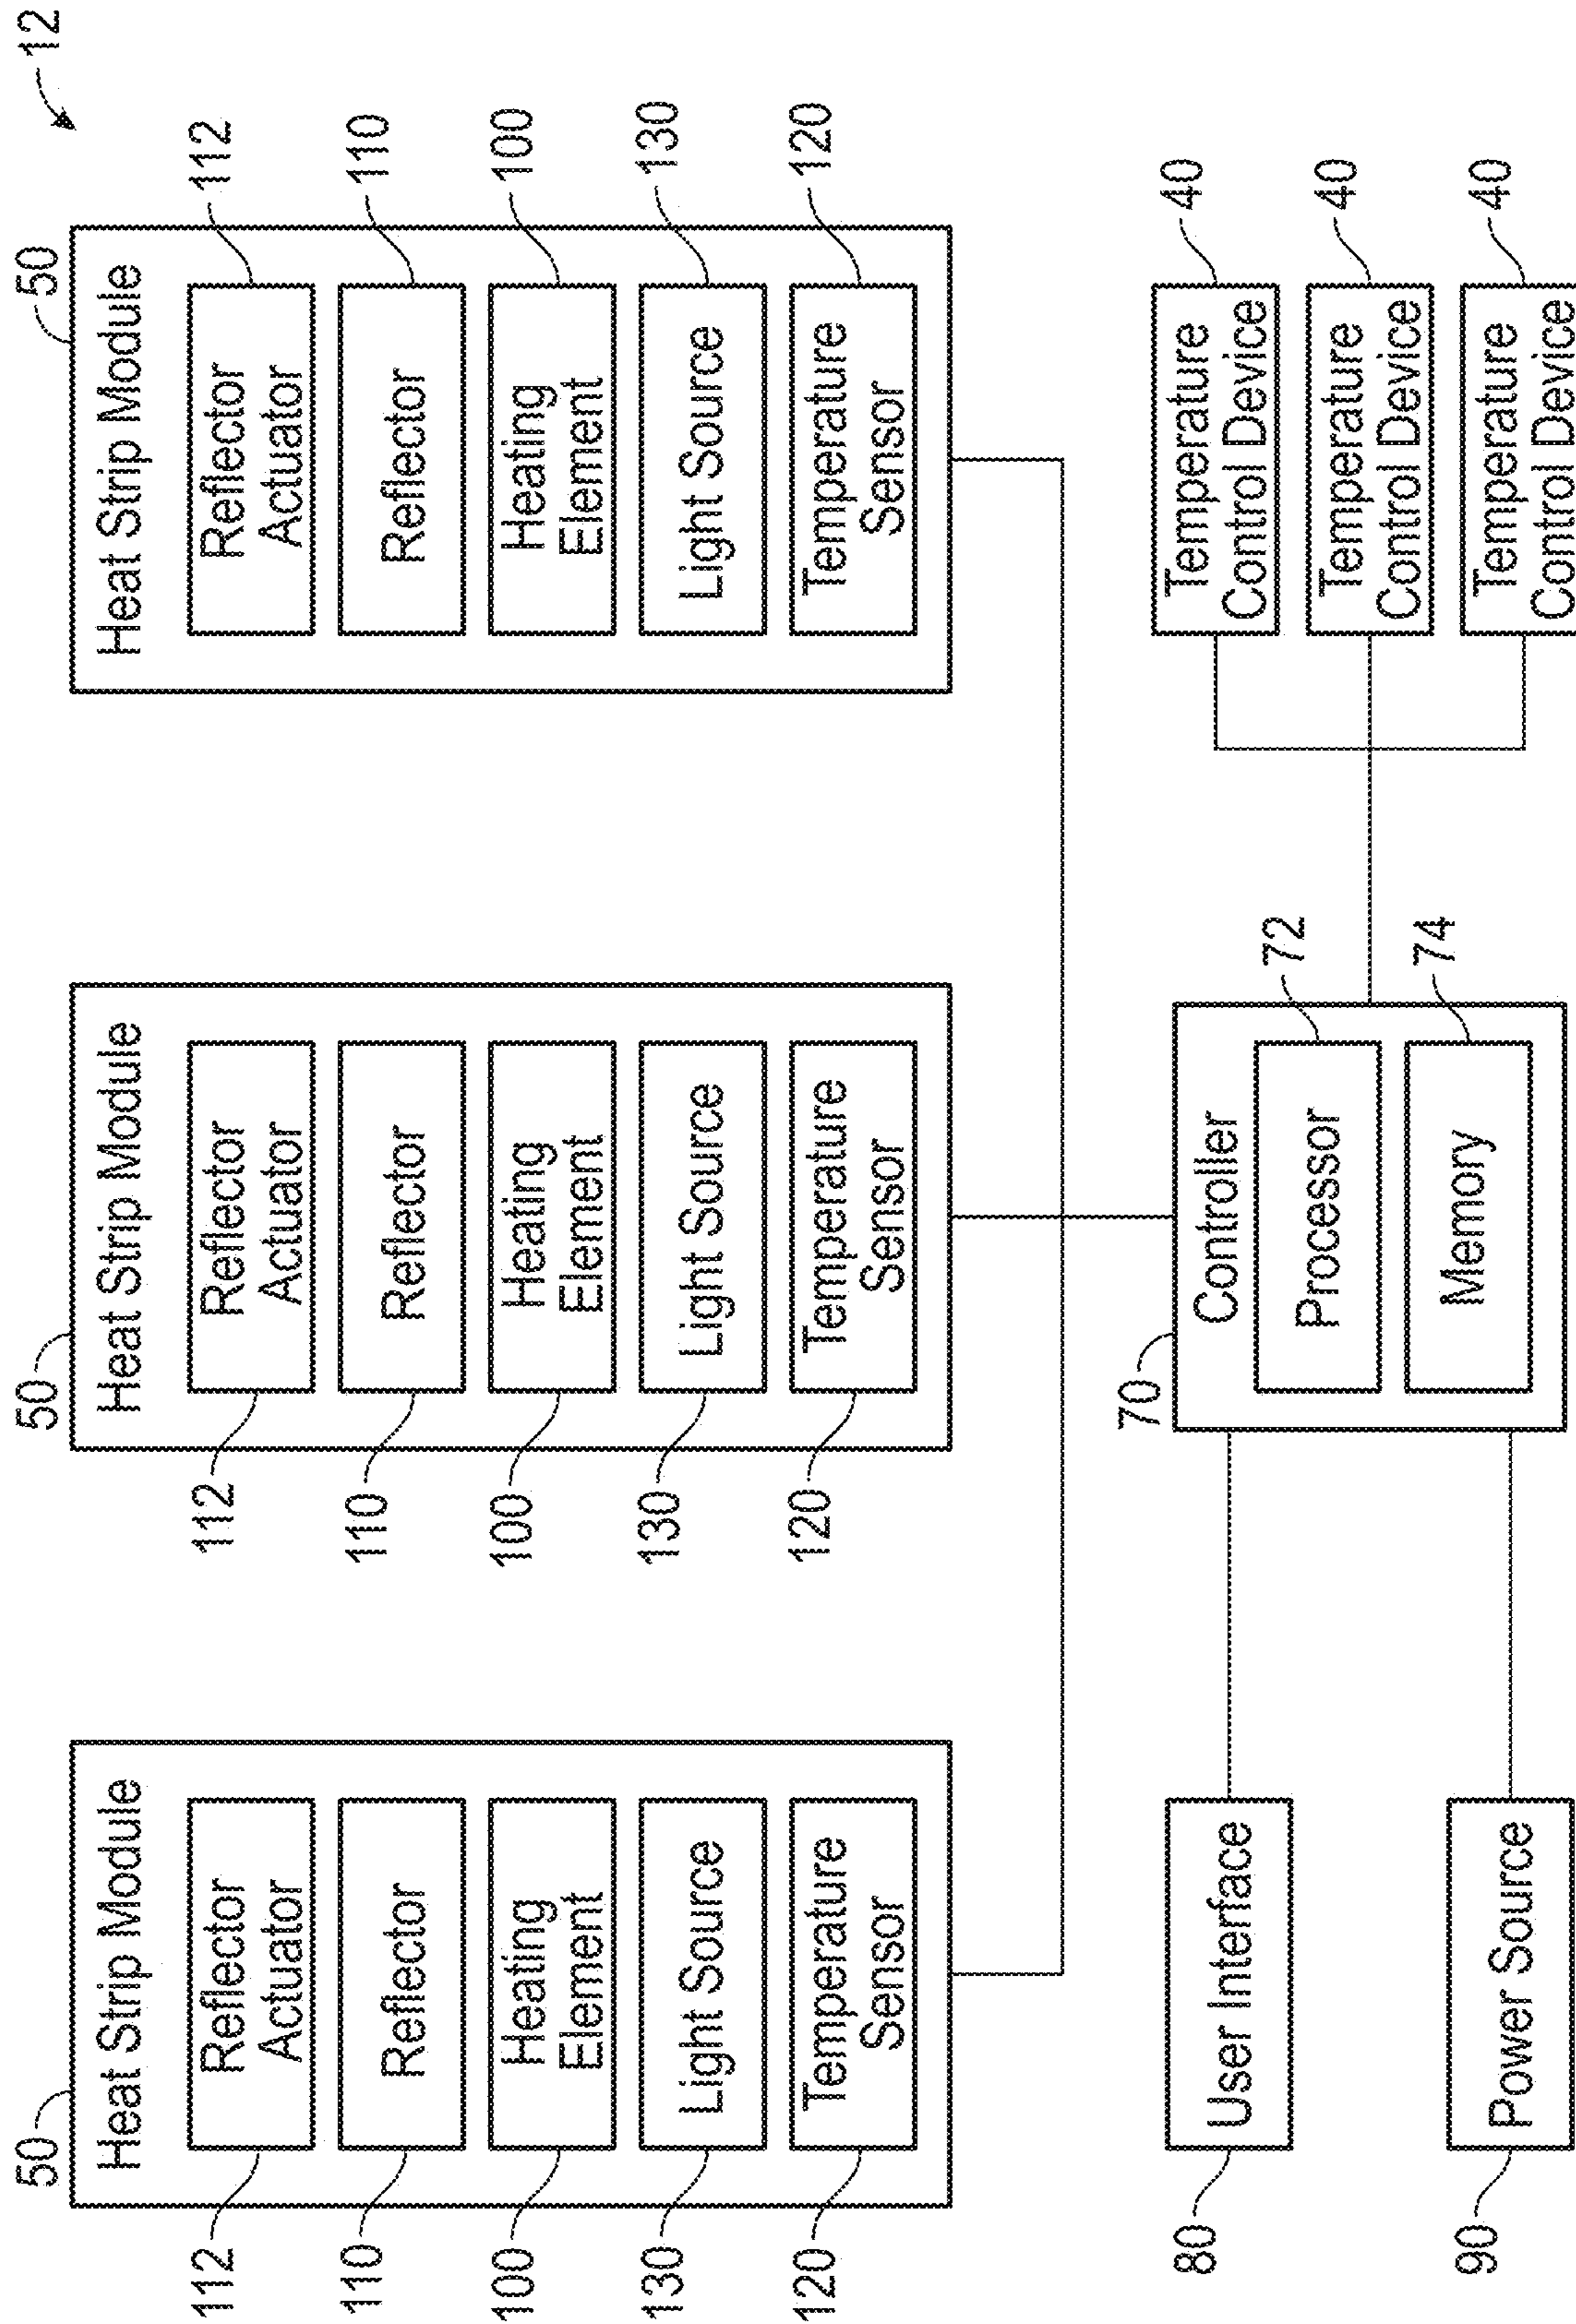 12
50
50
50
Heat Strip Module
Heat Strip Module
Heat Strip Module
112
Reflector
Actuator
112
Reflector
Actuator
Reflector
Actuator
112
110
Reflector
110
Reflector
Reflector
110
100
Heating
Element
100
Heating
Element
Heating
Element
100
130
Light Source
130
Light Source
Light Source
130
120
Temperature
Sensor
120
Temperature
Sensor
Temperature
Sensor
120
80
User Interface
90
Power Source
70
Controller
Processor
72
Memory
74
Temperature
Control Device
40
Temperature
Control Device
40
Temperature
Control Device
40